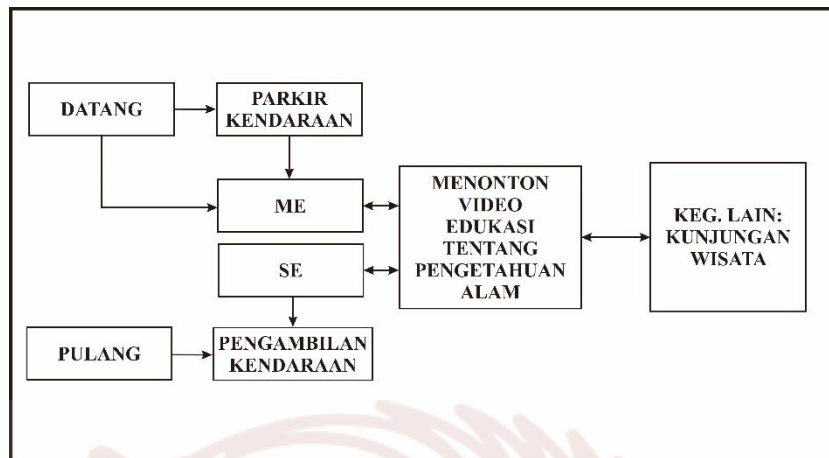 DATANG
PARKIR
KENDARAAN
ME
MENONTON
VIDEO
EDUKASI
TENTANG
PENGETAHUAN
ALAM
KEG. LAIN:
KUNJUNGAN
WISATA
SE
PULANG
PENGAMBILAN
KENDARAAN